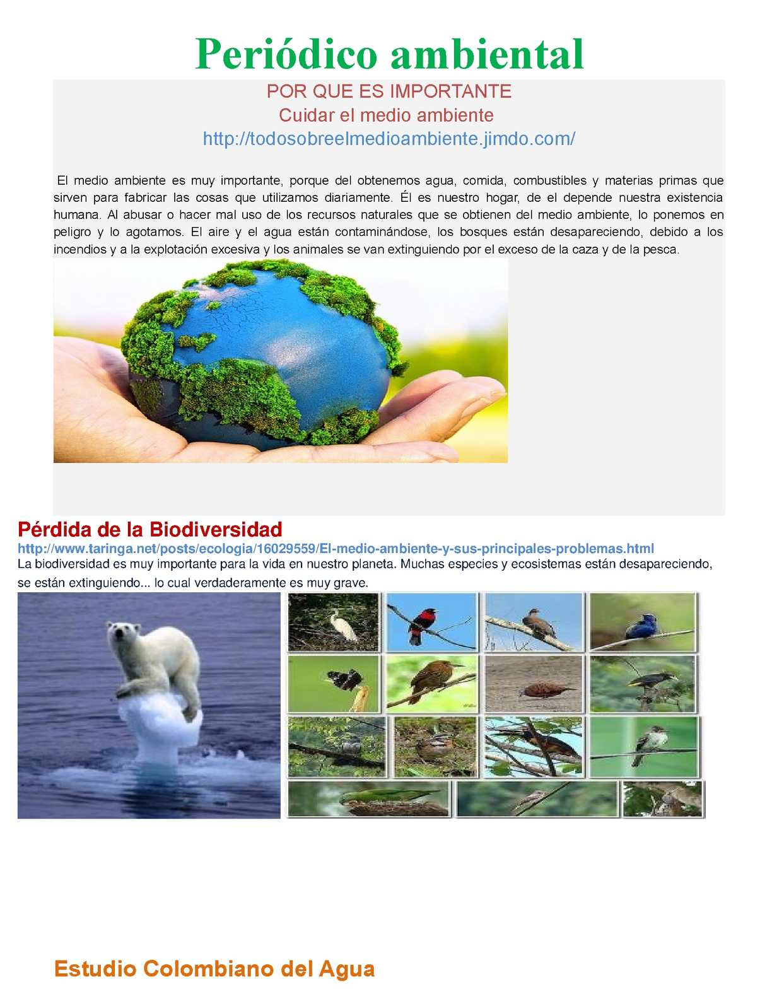 Periódico ambiental
POR QUE ES IMPORTANTE
Cuidar el medio ambiente
http://todosobreelmedioambiente.jimdo.com/
El medio ambiente es muy importante, porque del obtenemos agua, comida, combustibles y materias primas que
sirven para fabricar las cosas que utilizamos diariamente. Él es nuestro hogar, de el depende nuestra existencia
humana. Al abusar o hacer mal uso de los recursos naturales que se obtienen del medio ambiente, lo ponemos en
peligro y lo agotamos. El aire y el agua están contaminándose, los bosques están desapareciendo, debido a los
incendios y a la explotación excesiva y los animales se van extinguiendo por el exceso de la caza y de la pesca.
Pérdida de la Biodiversidad
http://www.taringa.net/posts/ecologia/16029559/El-medio-ambiente-y-sus-principales-problemas.html
La biodiversidad es muy importante para la vida en nuestro planeta. Muchas especies y ecosistemas están desapareciendo,
se están extinguiendo... lo cual verdaderamente es muy grave.
Estudio Colombiano del Agua